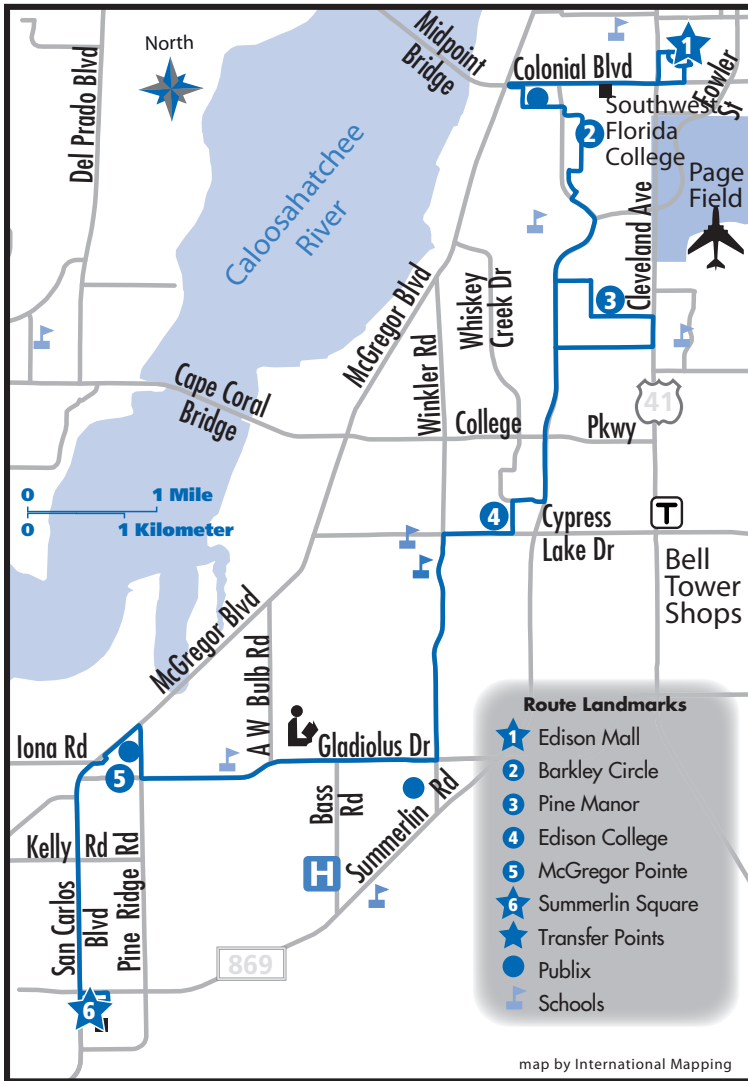 North
Del Prado Blvd
Midpoint
Bridge
Colonial Blvd
1
Fowler
St
2
Southwest
Florida
College
Page
Field
Caloosahatchee
River
Cleveland Ave
McGregor Blvd
Whiskey
Creek Dr
3
Winkler Rd
Cape Coral
Bridge
41
College
Pkwy
0 1 Mile
0 1 Kilometer
4
Cypress
Lake Dr
T
Bell
Tower
Shops
McGregor Blvd
A W Bulb Rd
Iona Rd
5
Gladiolus Dr
Bass
Rd
Summerlin Rd
Kelly Rd
San Carlos
Blvd
Pine Ridge Rd
H
869
6
Route Landmarks
1 Edison Mall
2 Barkley Circle
3 Pine Manor
4 Edison College
5 McGregor Pointe
6 Summerlin Square
Transfer Points
Publix
Schools
map by International Mapping